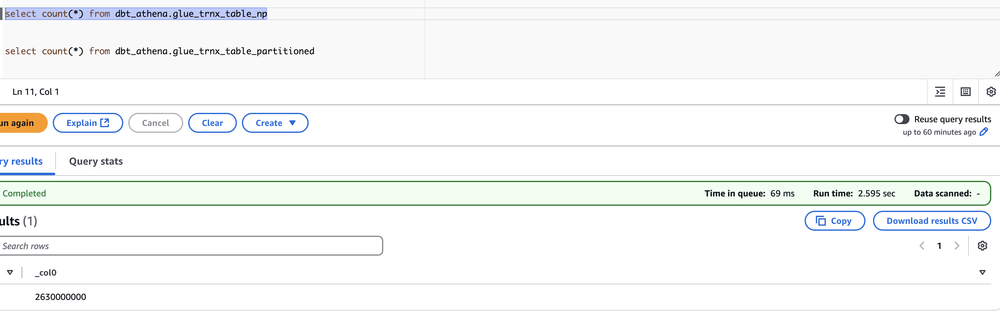 select count(*) from dbt_athena.glue_trnx_table_np
select count(*) from dbt_athena.glue_trnx_table_partitioned
Ln 11, Col 1
un again Explain Cancel Clear Create Reuse query results
up to 60 minutes ago
ry results Query stats
Completed Time in queue: 69 ms Run time: 2.595 sec Data scanned: -
ults (1) Copy Download results CSV
Search rows 1
_col0
2630000000